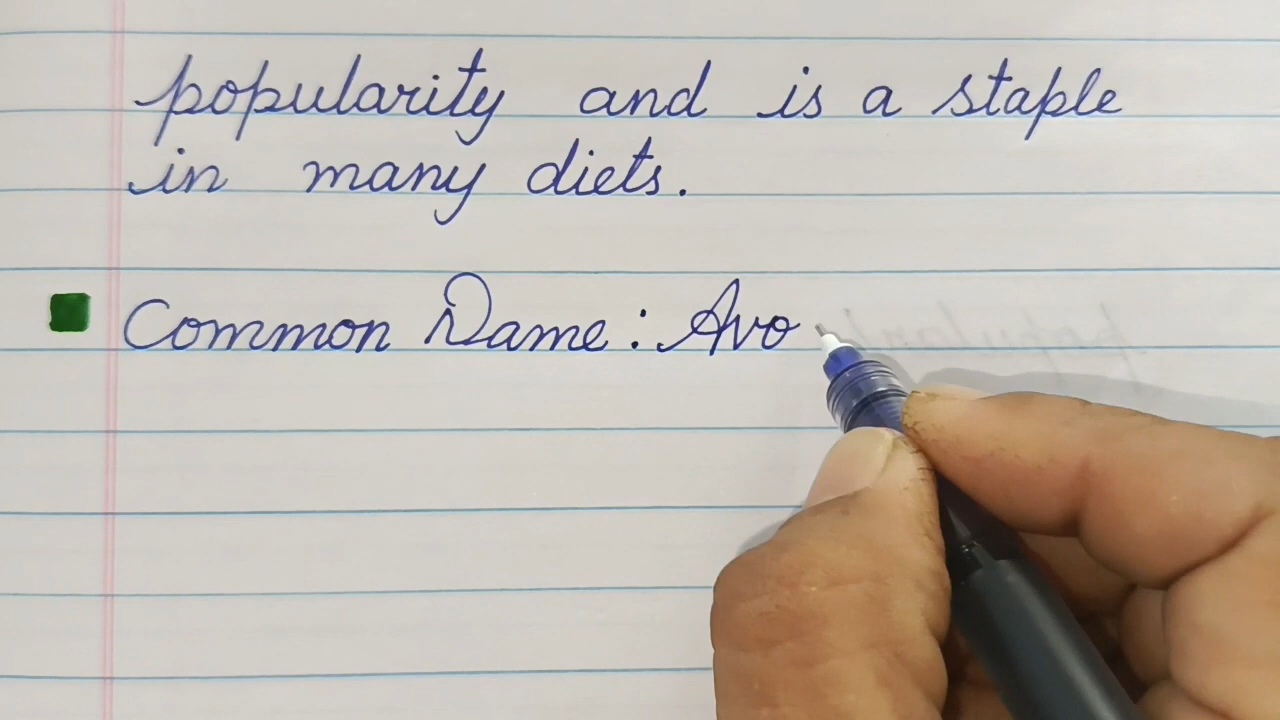 popularity and is a staple
in many diets.
Common Name: Avo